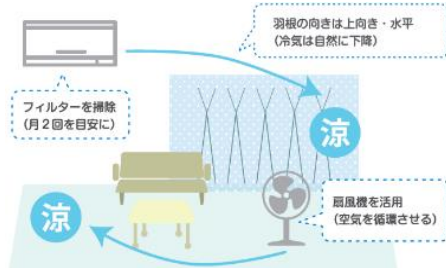 羽根の向きは上向き・水平
(冷気は自然に下降)
フィルターを掃除
(月2回を目安に)
涼
扇風機を活用
(空気を循環させる)
涼